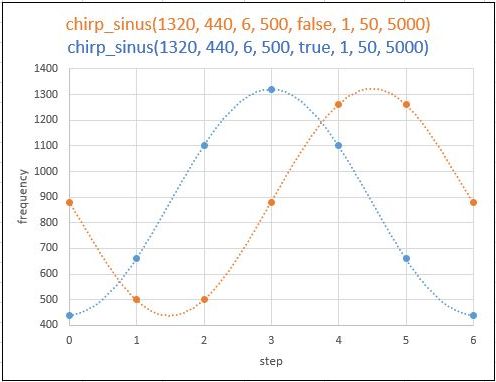 chirp_sinus(1320, 440, 6, 500, false, 1, 50, 5000)
chirp_sinus(1320, 440, 6, 500, true, 1, 50, 5000)
1400
1300
1200
1100
1000
900
800
700
600
500
400
frequency
0 1 2 3 4 5 6
step